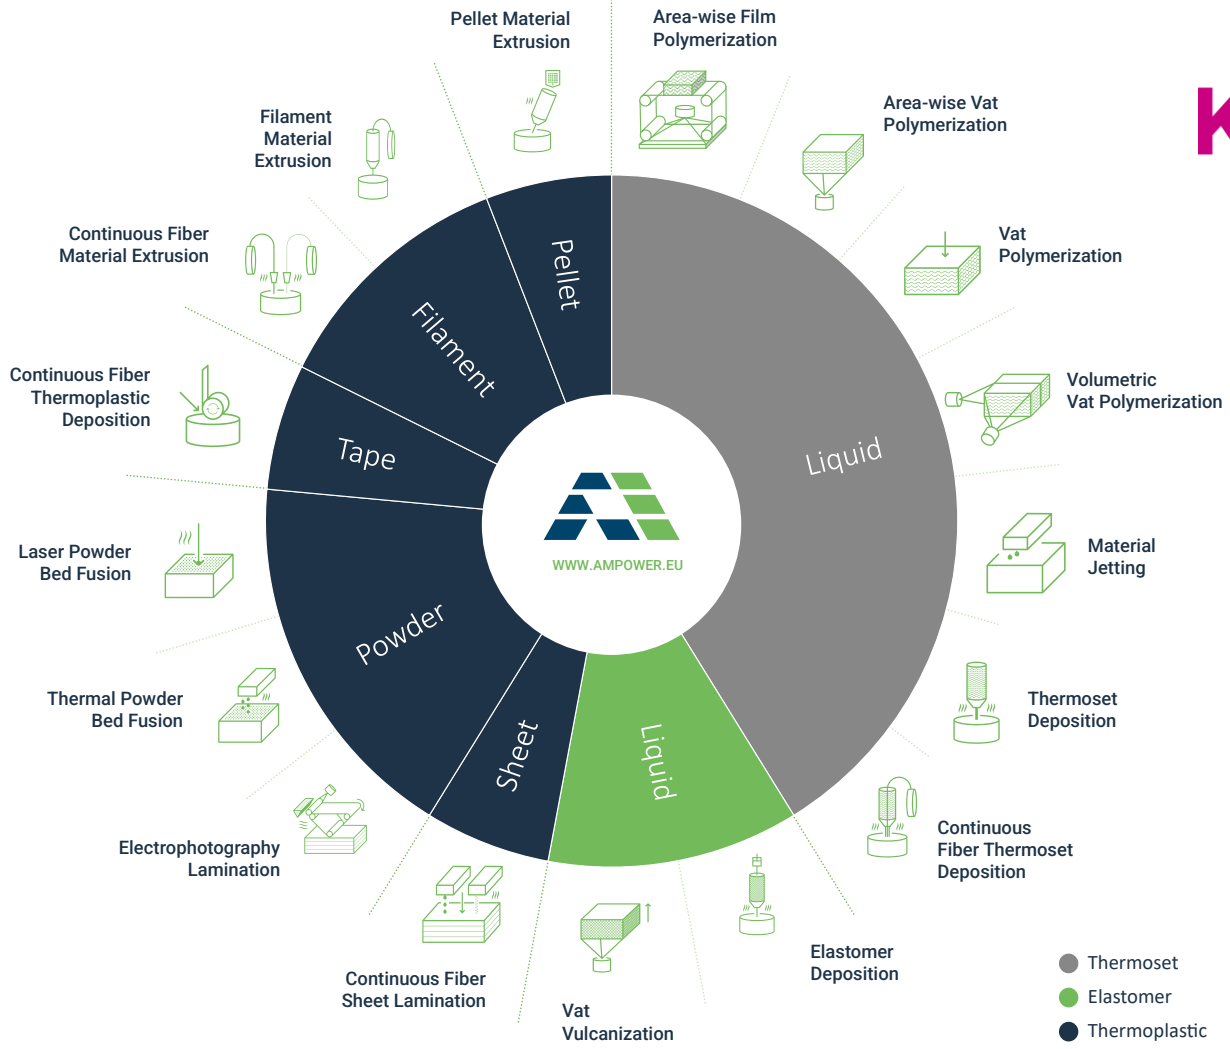 Pellet Material
Extrusion
Area-wise Film
Polymerization
Area-wise Vat
Polymerization
Filament
Material
Extrusion
Continuous Fiber
Material Extrusion
Vat
Polymerization
Pellet
Filament
Continuous Fiber
Thermoplastic
Deposition
Volumetric
Vat Polymerization
Tape
Liquid
WWW.AMPOWER.EU
Laser Powder
Bed Fusion
Material
Jetting
Powder
Thermal Powder
Bed Fusion
Thermoset
Deposition
Sheet
Liquid
Electrophotography
Lamination
Continuous
Fiber Thermoset
Deposition
Continuous Fiber
Sheet Lamination
Elastomer
Deposition
Vat
Vulcanization
Thermoset
Elastomer
Thermoplastic